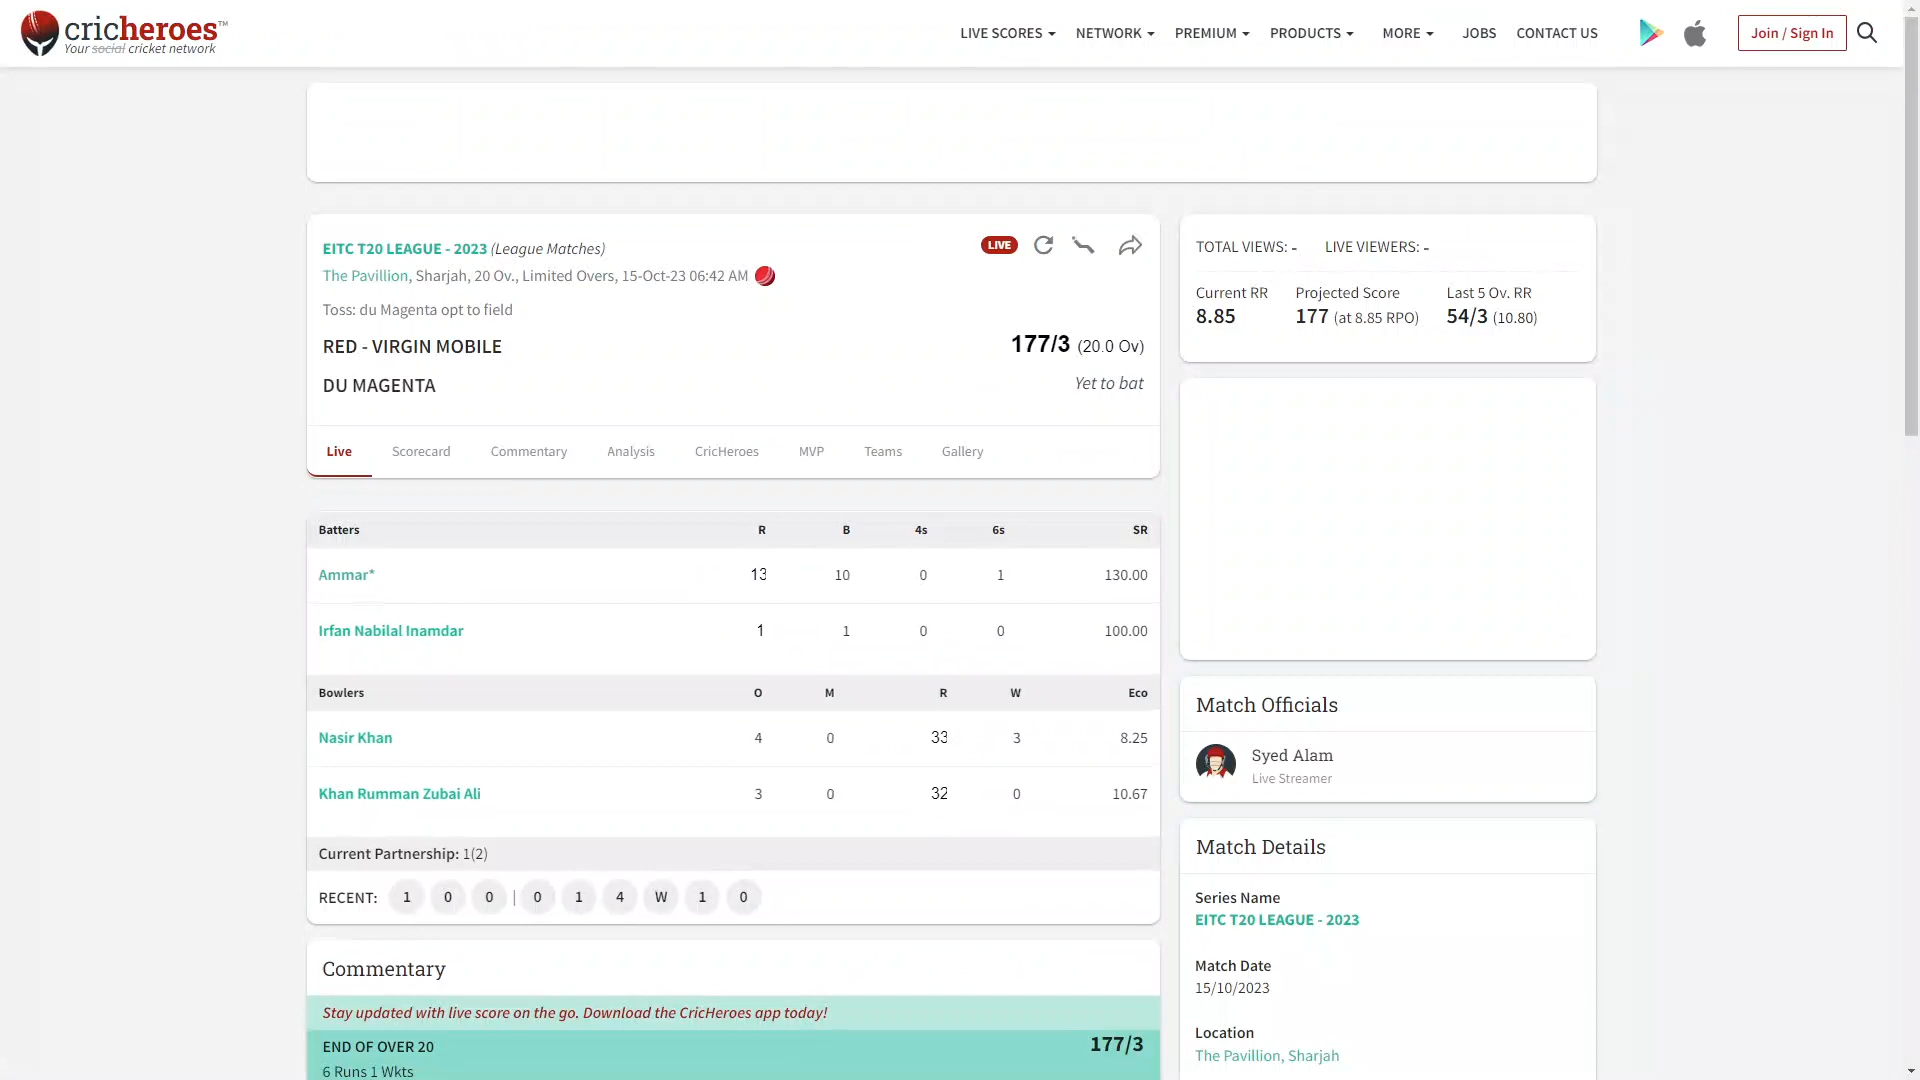 cricheroes™
Your social cricket network
LIVE SCORES NETWORK PREMIUM PRODUCTS MORE JOBS CONTACT US Join / Sign In
EITC T20 LEAGUE - 2023 (League Matches)
LIVE
The Pavillion, Sharjah, 20 Ov., Limited Overs, 15-Oct-23 06:42 AM
Toss: du Magenta opt to field
RED - VIRGIN MOBILE 177/3 (20.0 Ov)
DU MAGENTA Yet to bat
Live Scorecard Commentary Analysis CricHeroes MVP Teams Gallery
Batters R B 4s 6s SR
Ammar* 13 10 0 1 130.00
Irfan Nabilal Inamdar 1 1 0 0 100.00
Bowlers O M R W Eco
Nasir Khan 4 0 33 3 8.25
Khan Rumman Zubai Ali 3 0 32 0 10.67
Current Partnership: 1(2)
RECENT: 1 0 0 | 0 1 4 W 1 0
Commentary
Stay updated with live score on the go. Download the CricHeroes app today!
END OF OVER 20 177/3
6 Runs 1 Wkts
TOTAL VIEWS: - LIVE VIEWERS: -
Current RR Projected Score Last 5 Ov. RR
8.85 177 (at 8.85 RPO) 54/3 (10.80)
Match Officials
Syed Alam
Live Streamer
Match Details
Series Name
EITC T20 LEAGUE - 2023
Match Date
15/10/2023
Location
The Pavillion, Sharjah